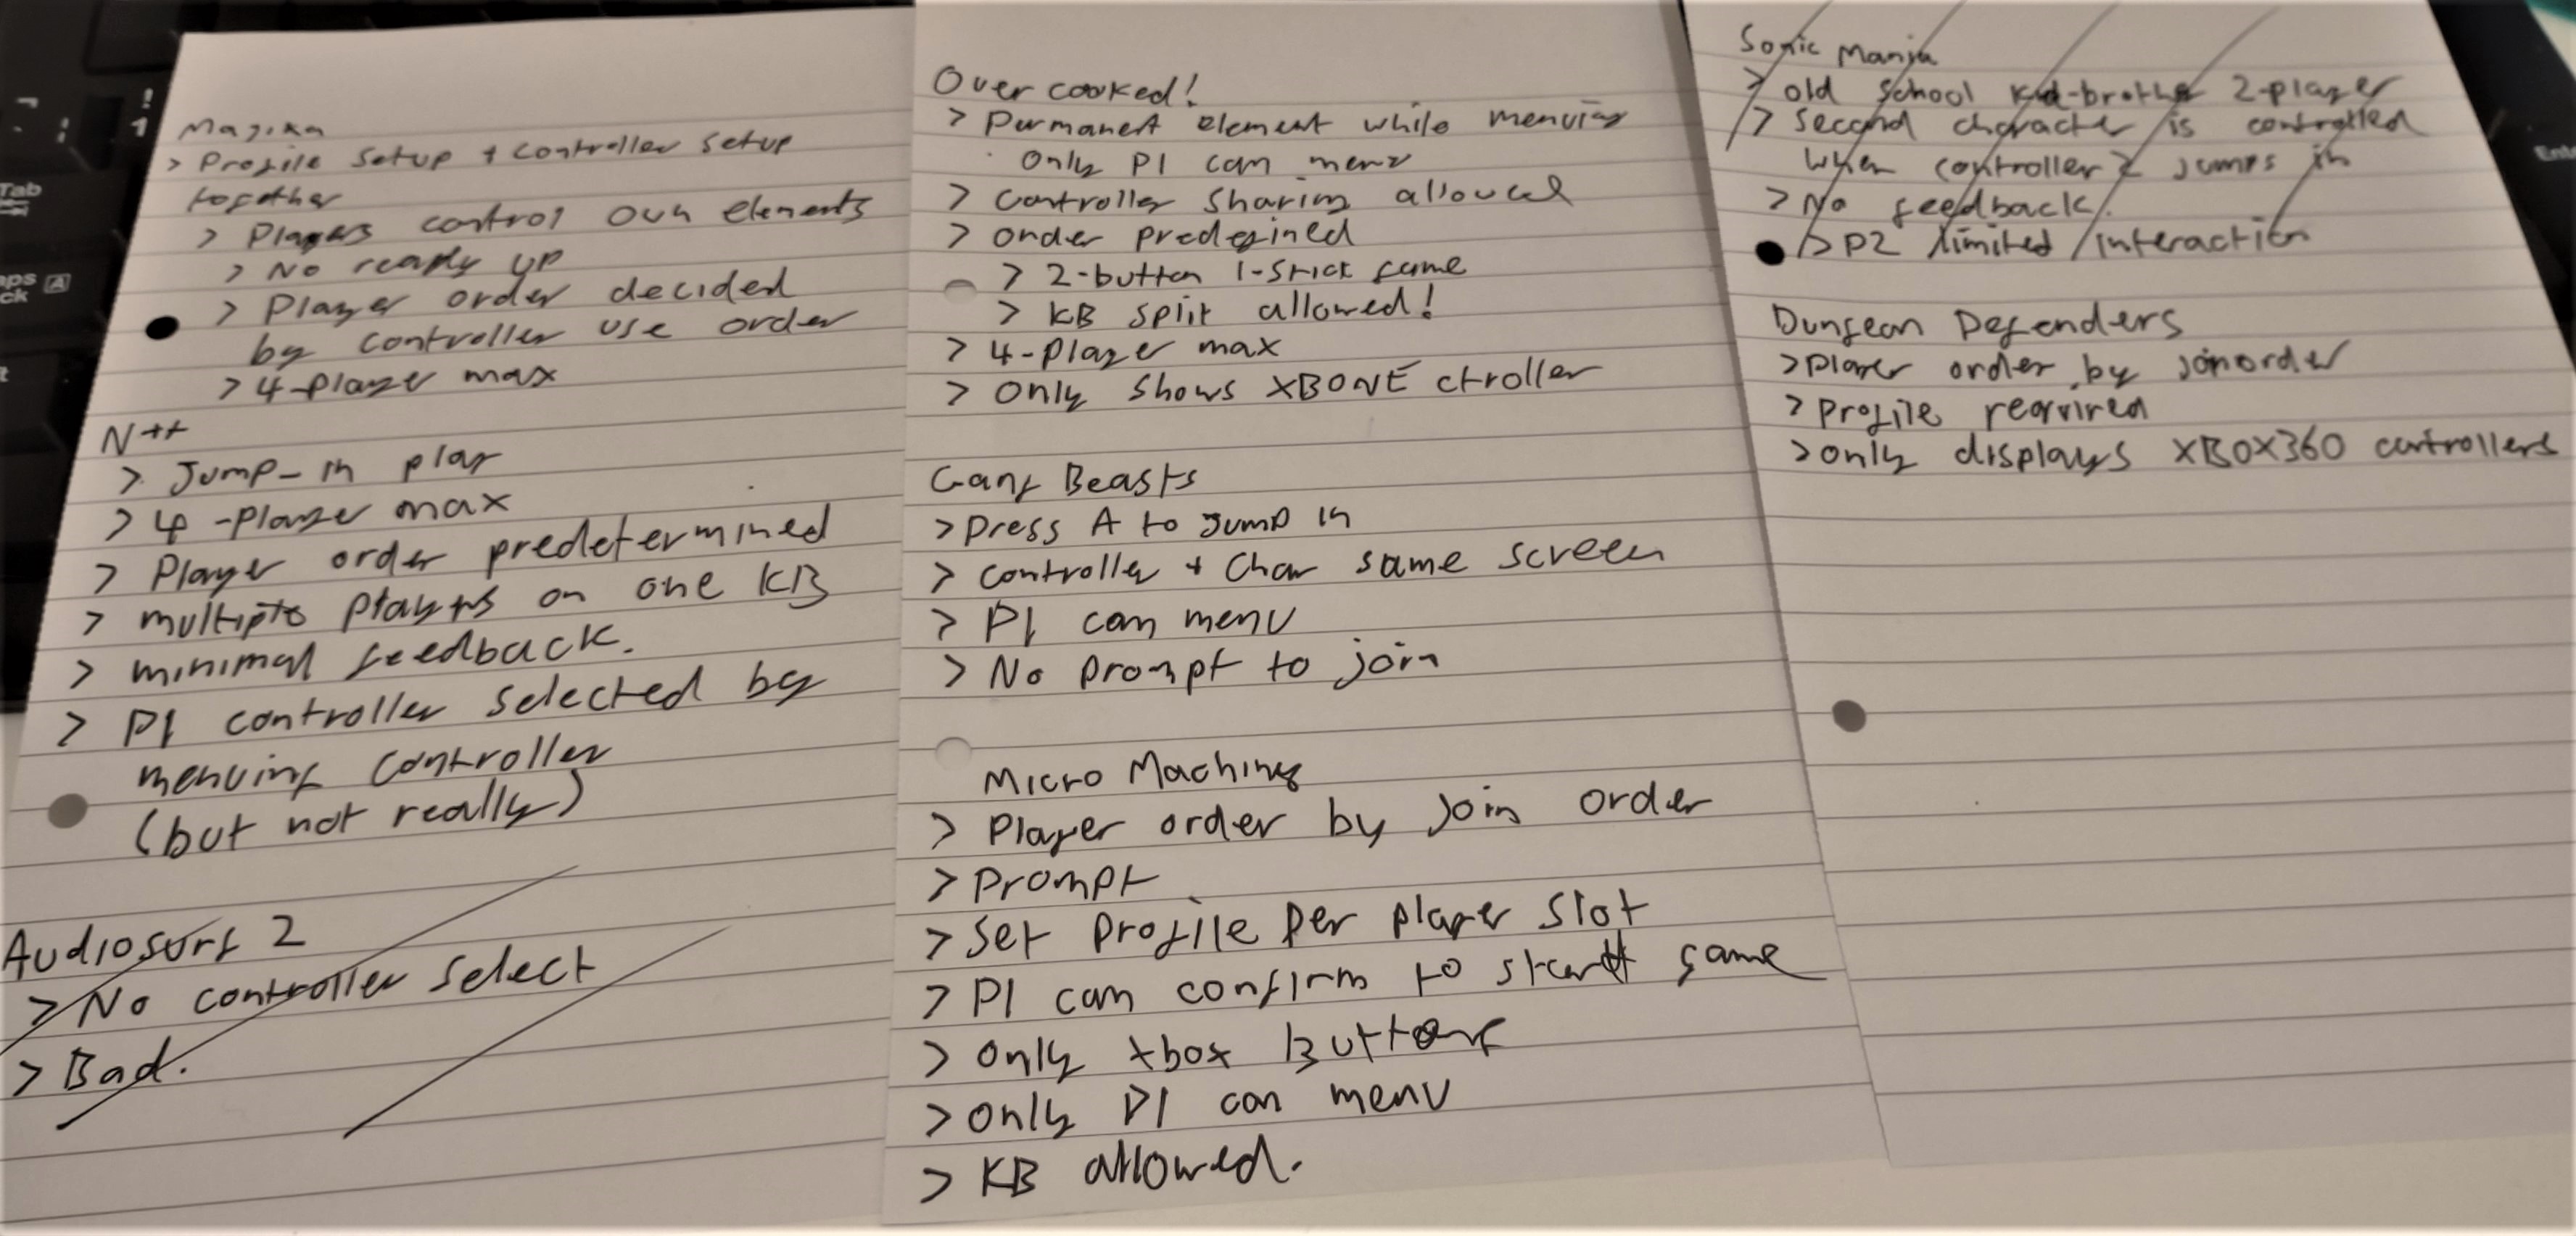 Magika
> Profile Setup + Controller Setup
together
> Players control own elements
> No ready up
> Player order decided
by controller use order
> 4-player max
N++
> Jump-in play
> 4-player max
> Player order predetermined
> multiple players on one KB
> minimal feedback.
> P1 controller selected by
menuing controller
(but not really)
Audiosurf 2
> No controller select
> Bad.
Overcooked!
> Permanent element while menuing
Only P1 can menu
> Controller Sharing allowed
> order predefined
> 2-button 1-stick game
> KB split allowed!
> 4-player max
> only shows XBONE ctroller
Gang Beasts
> Press A to jump in
> controller + Char same screen
> P1 can menu
> No prompt to join
Micro Machines
> Player order by join order
> Prompt
> Set profile per player slot
> P1 can confirm to start game
> only xbox Buttons
> only P1 can menu
> KB allowed.
Sonic Mania
> old school kid-brother 2-player
> Second character is controlled
when controller 2 jumps in
> No feedback.
> P2 limited interaction
Dungeon Defenders
> player order by joinorder
> Profile required
> only displays XBOX360 controllers
Tab
Caps
Enter